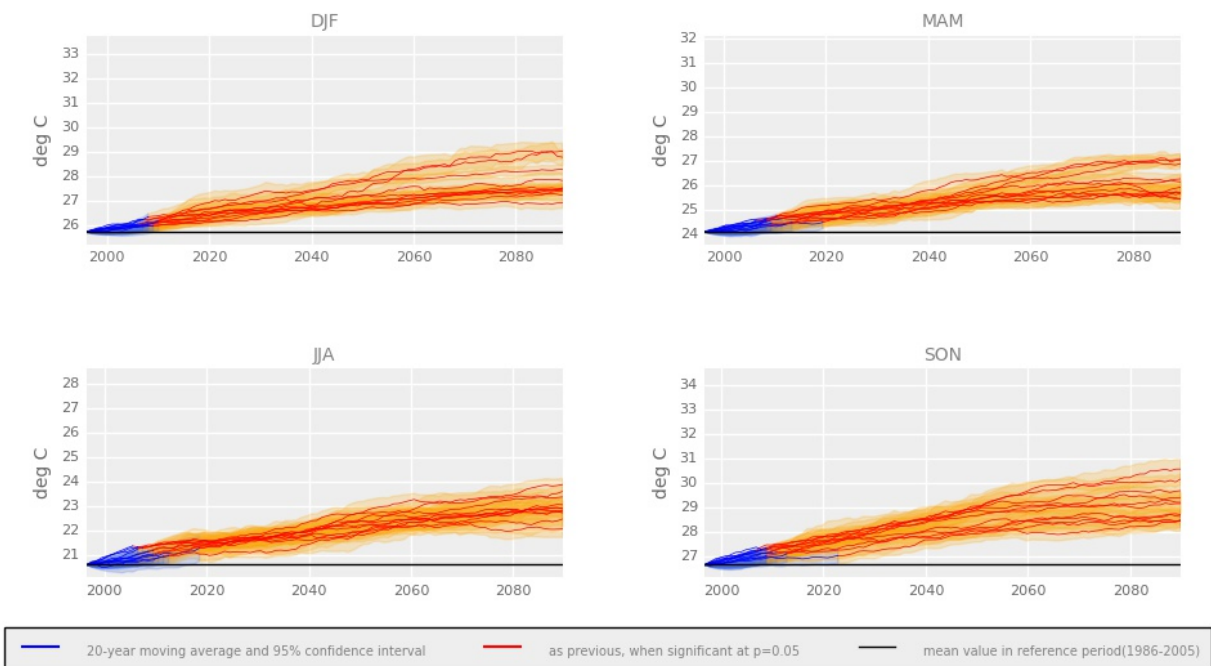 DJF
MAM
33
32
31
30
29
28
27
26
deg C
2000 2020 2040 2060 2080
32
31
30
29
28
27
26
25
24
deg C
2000 2020 2040 2060 2080
JJA
SON
28
27
26
25
24
23
22
21
deg C
2000 2020 2040 2060 2080
34
33
32
31
30
29
28
27
deg C
2000 2020 2040 2060 2080
20-year moving average and 95% confidence interval as previous, when significant at p=0.05 mean value in reference period(1986-2005)